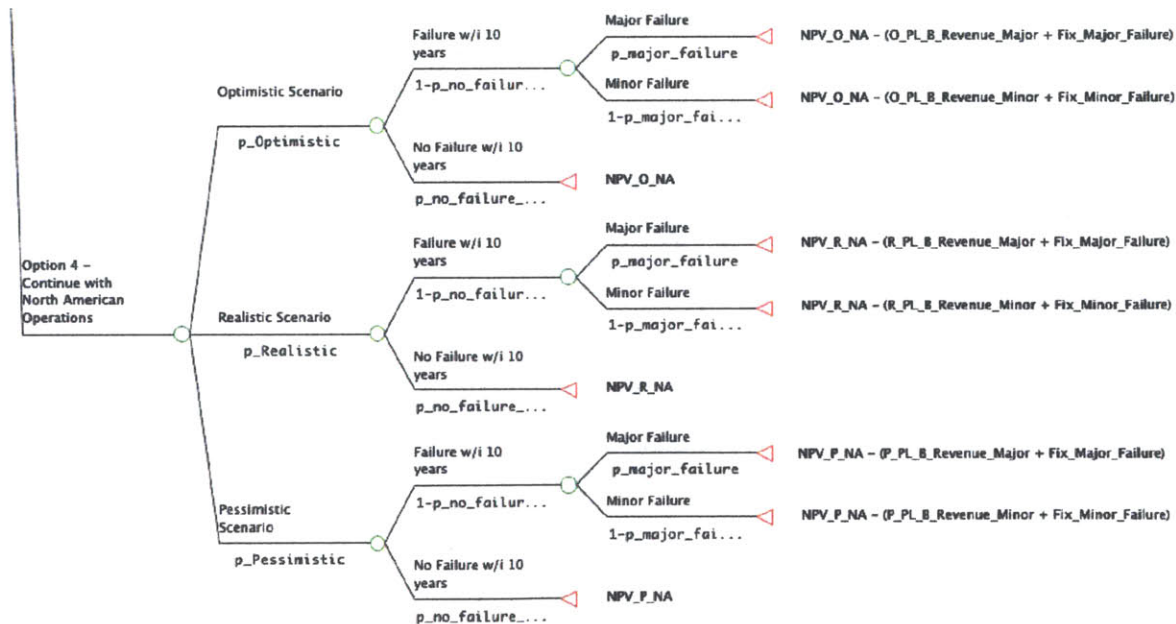 Major Failure
p_major_failure
NPV_O_NA – (O_PL_B_Revenue_Major + Fix_Major_Failure)
Failure w/i 10
years
1-p_no_failur...
Minor Failure
1-p_major_fai...
NPV_O_NA – (O_PL_B_Revenue_Minor + Fix_Minor_Failure)
Optimistic Scenario
p_Optimistic
No Failure w/i 10
years
p_no_failure_...
NPV_O_NA
Major Failure
p_major_failure
NPV_R_NA – (R_PL_B_Revenue_Major + Fix_Major_Failure)
Failure w/i 10
years
1-p_no_failur...
Minor Failure
1-p_major_fai...
NPV_R_NA – (R_PL_B_Revenue_Minor + Fix_Minor_Failure)
Option 4 –
Continue with
North American
Operations
Realistic Scenario
p_Realistic
No Failure w/i 10
years
p_no_failure_...
NPV_R_NA
Major Failure
p_major_failure
NPV_P_NA – (P_PL_B_Revenue_Major + Fix_Major_Failure)
Failure w/i 10
years
1-p_no_failur...
Minor Failure
1-p_major_fai...
NPV_P_NA – (P_PL_B_Revenue_Minor + Fix_Minor_Failure)
Pessimistic
Scenario
p_Pessimistic
No Failure w/i 10
years
p_no_failure_...
NPV_P_NA